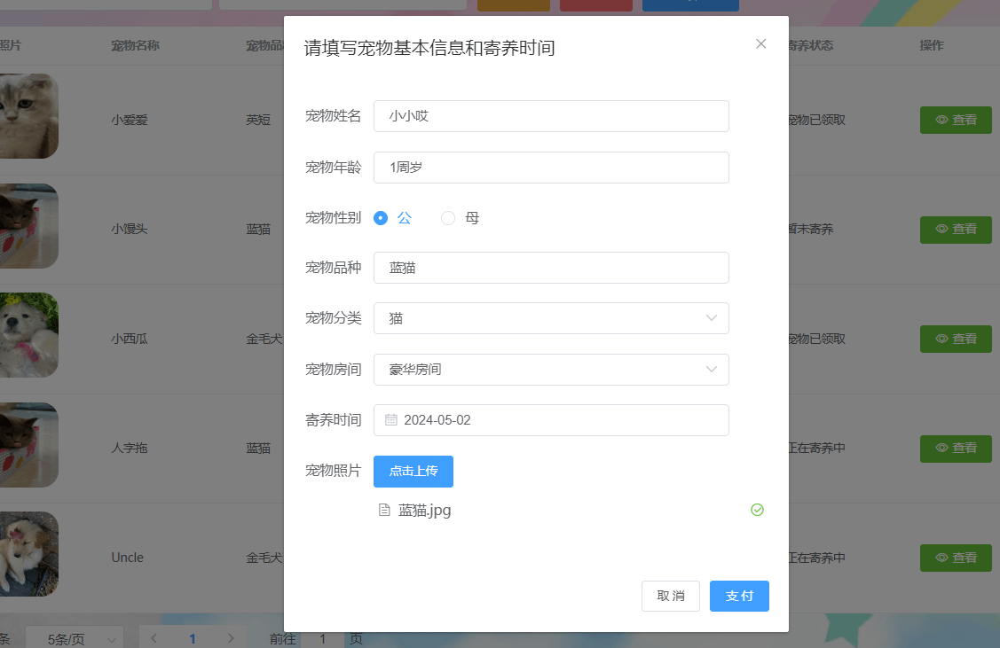 请填写宠物基本信息和寄养时间
宠物姓名 小小哎
宠物年龄 1周岁
宠物性别 公 母
宠物品种 蓝猫
宠物分类 猫
宠物房间 豪华房间
寄养时间 2024-05-02
宠物照片 点击上传
蓝猫.jpg
取消 支付
照片 宠物名称 宠物品 寄养状态 操作
小爱爱 英短 宠物已领取 查看
小馒头 蓝猫 暂未寄养 查看
小西瓜 金毛犬 宠物已领取 查看
人字拖 蓝猫 正在寄养中 查看
Uncle 金毛犬 正在寄养中 查看
条 5条/页 1 前往 1 页